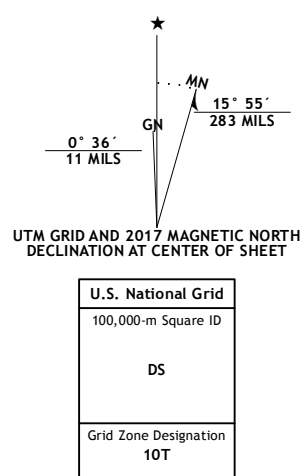 ★
MN
GN
15° 55´
283 MILS
0° 36´
11 MILS
UTM GRID AND 2017 MAGNETIC NORTH
DECLINATION AT CENTER OF SHEET
U.S. National Grid
100,000-m Square ID
DS
Grid Zone Designation
10T